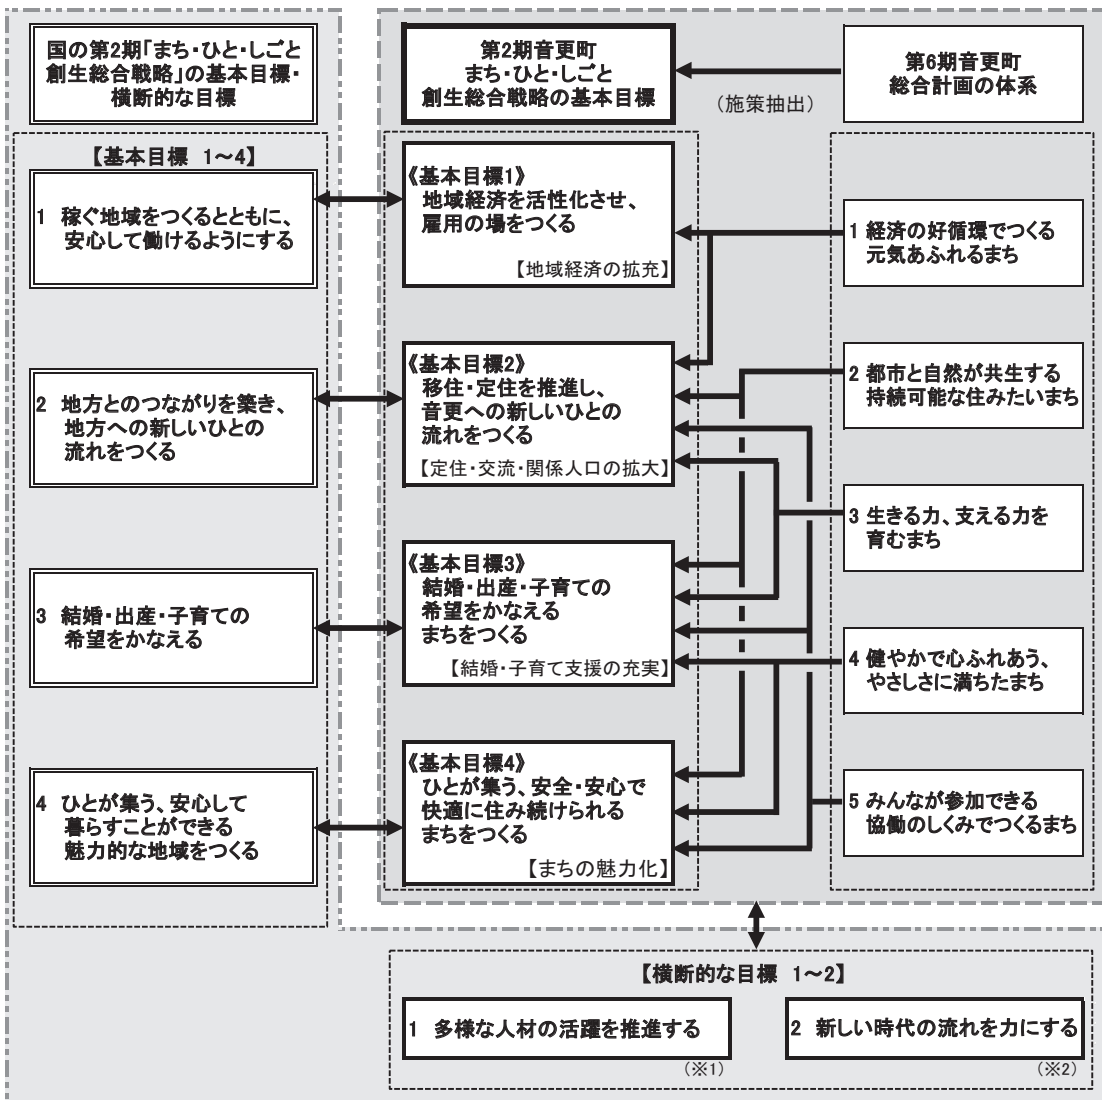 国の第2期「まち・ひと・しごと
創生総合戦略」の基本目標・
横断的な目標
【基本目標 1～4】
1 稼ぐ地域をつくるとともに、
安心して働けるようにする
2 地方とのつながりを築き、
地方への新しいひとの
流れをつくる
3 結婚・出産・子育ての
希望をかなえる
4 ひとが集う、安心して
暮らすことができる
魅力的な地域をつくる
第2期音更町
まち・ひと・しごと
創生総合戦略の基本目標
(施策抽出)
第6期音更町
総合計画の体系
《基本目標1》
地域経済を活性化させ、
雇用の場をつくる
【地域経済の拡充】
《基本目標2》
移住・定住を推進し、
音更への新しいひとの
流れをつくる
【定住・交流・関係人口の拡大】
《基本目標3》
結婚・出産・子育ての
希望をかなえる
まちをつくる
【結婚・子育て支援の充実】
《基本目標4》
ひとが集う、安全・安心で
快適に住み続けられる
まちをつくる
【まちの魅力化】
1 経済の好循環でつくる
元気あふれるまち
2 都市と自然が共生する
持続可能な住みたいまち
3 生きる力、支える力を
育むまち
4 健やかで心ふれあう、
やさしさに満ちたまち
5 みんなが参加できる
協働のしくみでつくるまち
【横断的な目標 1～2】
1 多様な人材の活躍を推進する
(※1)
2 新しい時代の流れを力にする
(※2)